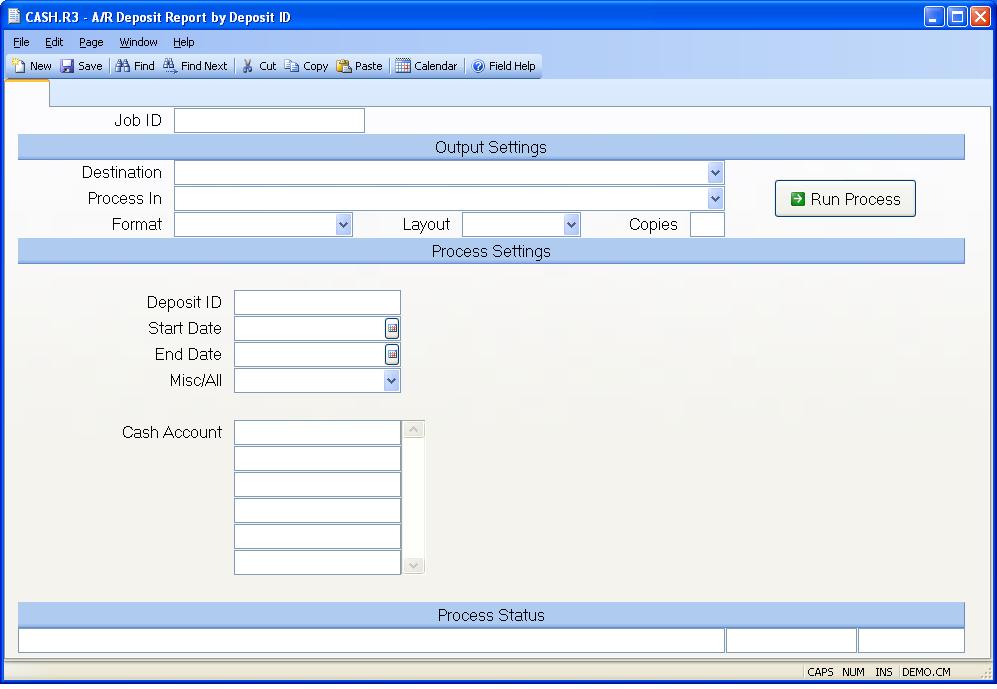 CASH.R3 - A/R Deposit Report by Deposit ID
File Edit Page Window Help
New Save Find Find Next Cut Copy Paste Calendar Field Help
Job ID
Output Settings
Destination
Process In
Run Process
Format Layout Copies
Process Settings
Deposit ID
Start Date
End Date
Misc/All
Cash Account
Process Status
CAPS NUM INS DEMO.CM